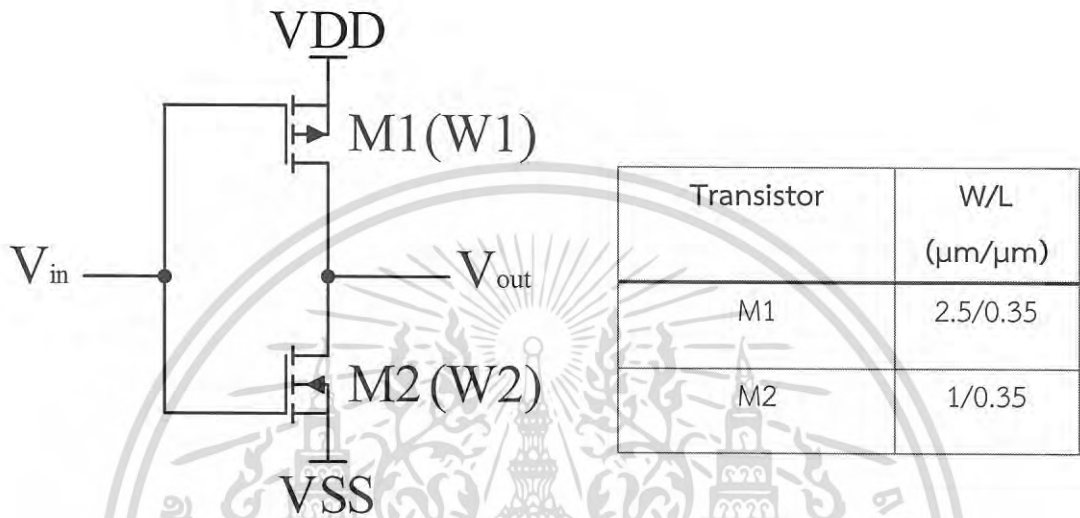 VDD
M1(W1)
Vin
Vout
M2(W2)
VSS
Transistor W/L
(μm/μm)
M1 2.5/0.35
M2 1/0.35